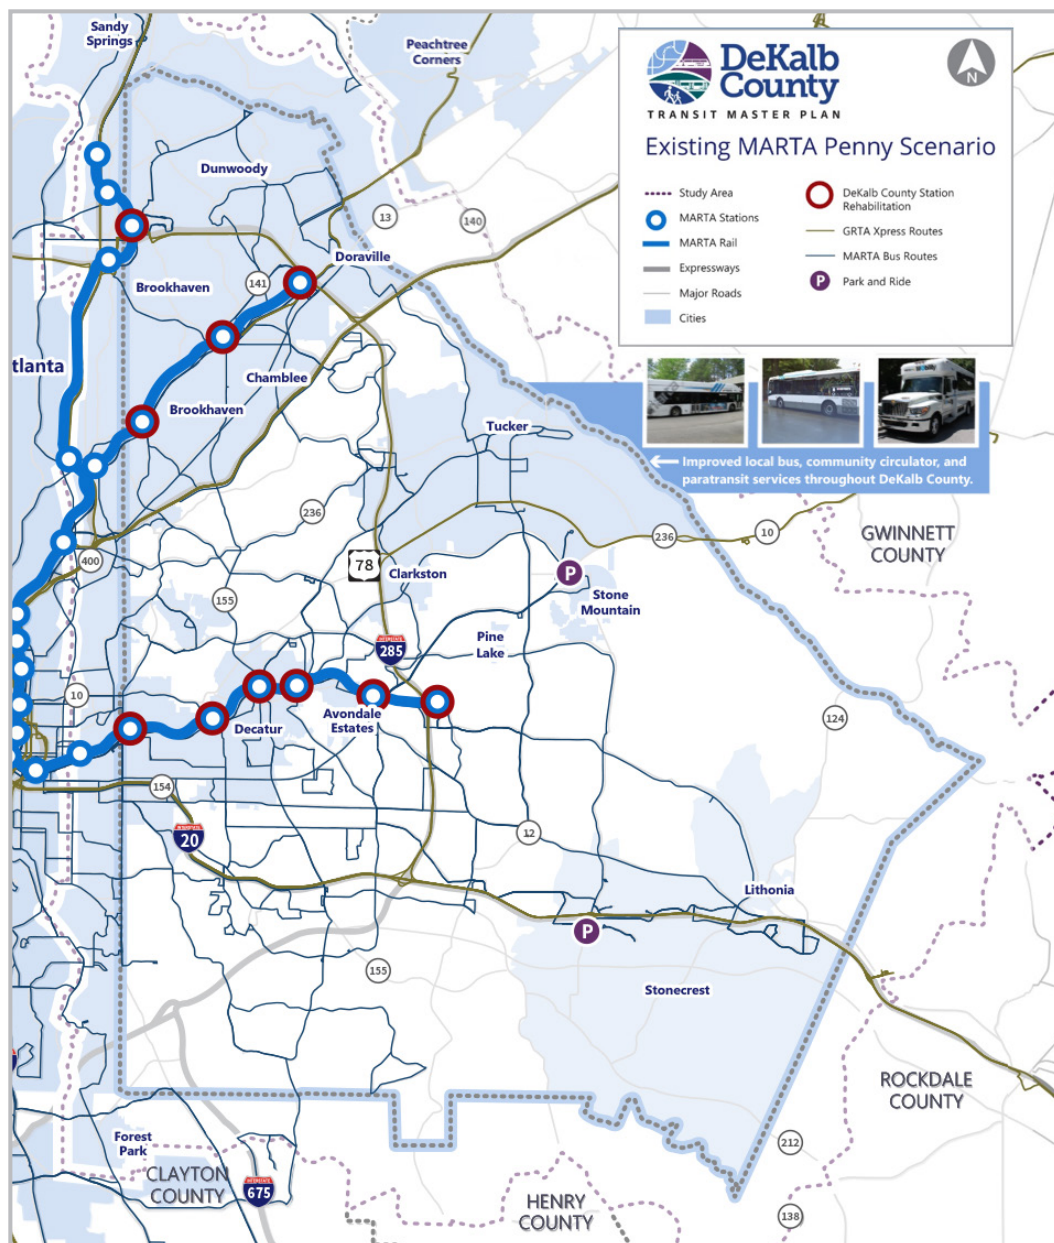 Sandy
Springs
Peachtree
Corners
DeKalb
County
TRANSIT MASTER PLAN
N
Existing MARTA Penny Scenario
Study Area
MARTA Stations
MARTA Rail
Expressways
Major Roads
Cities
DeKalb County Station
Rehabilitation
GRTA Xpress Routes
MARTA Bus Routes
P
Park and Ride
Dunwoody
13
140
Doraville
Brookhaven
141
tlanta
Chamblee
Brookhaven
Tucker
Improved local bus, community circulator, and
paratransit services throughout DeKalb County.
236
236
10
GWINNETT
COUNTY
400
78
Clarkston
P
Stone
Mountain
155
285
Pine
Lake
10
124
Decatur
Avondale
Estates
154
20
12
Lithonia
P
155
Stonecrest
ROCKDALE
COUNTY
Forest
Park
212
CLAYTON
COUNTY
675
HENRY
COUNTY
138